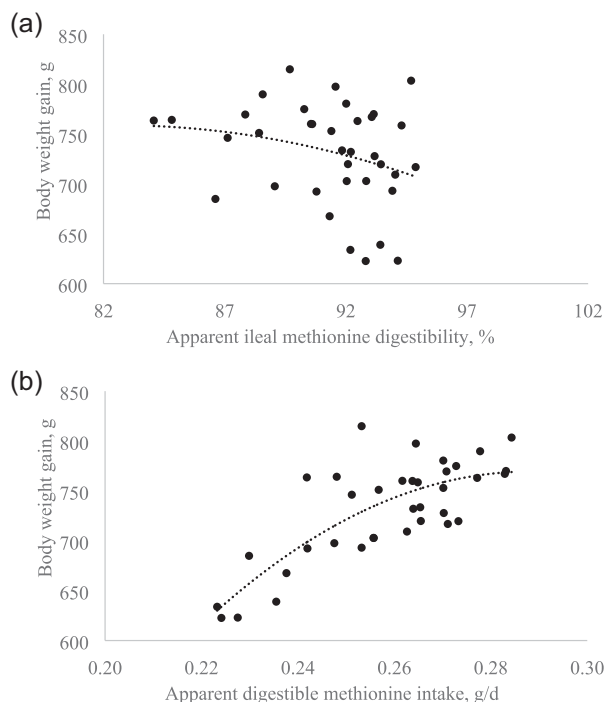 (a)
850
800
750
700
650
600
Body weight gain, g
82 87 92 97 102
Apparent ileal methionine digestibility, %
(b)
850
800
750
700
650
600
Body weight gain, g
0.20 0.22 0.24 0.26 0.28 0.30
Apparent digestible methionine intake, g/d